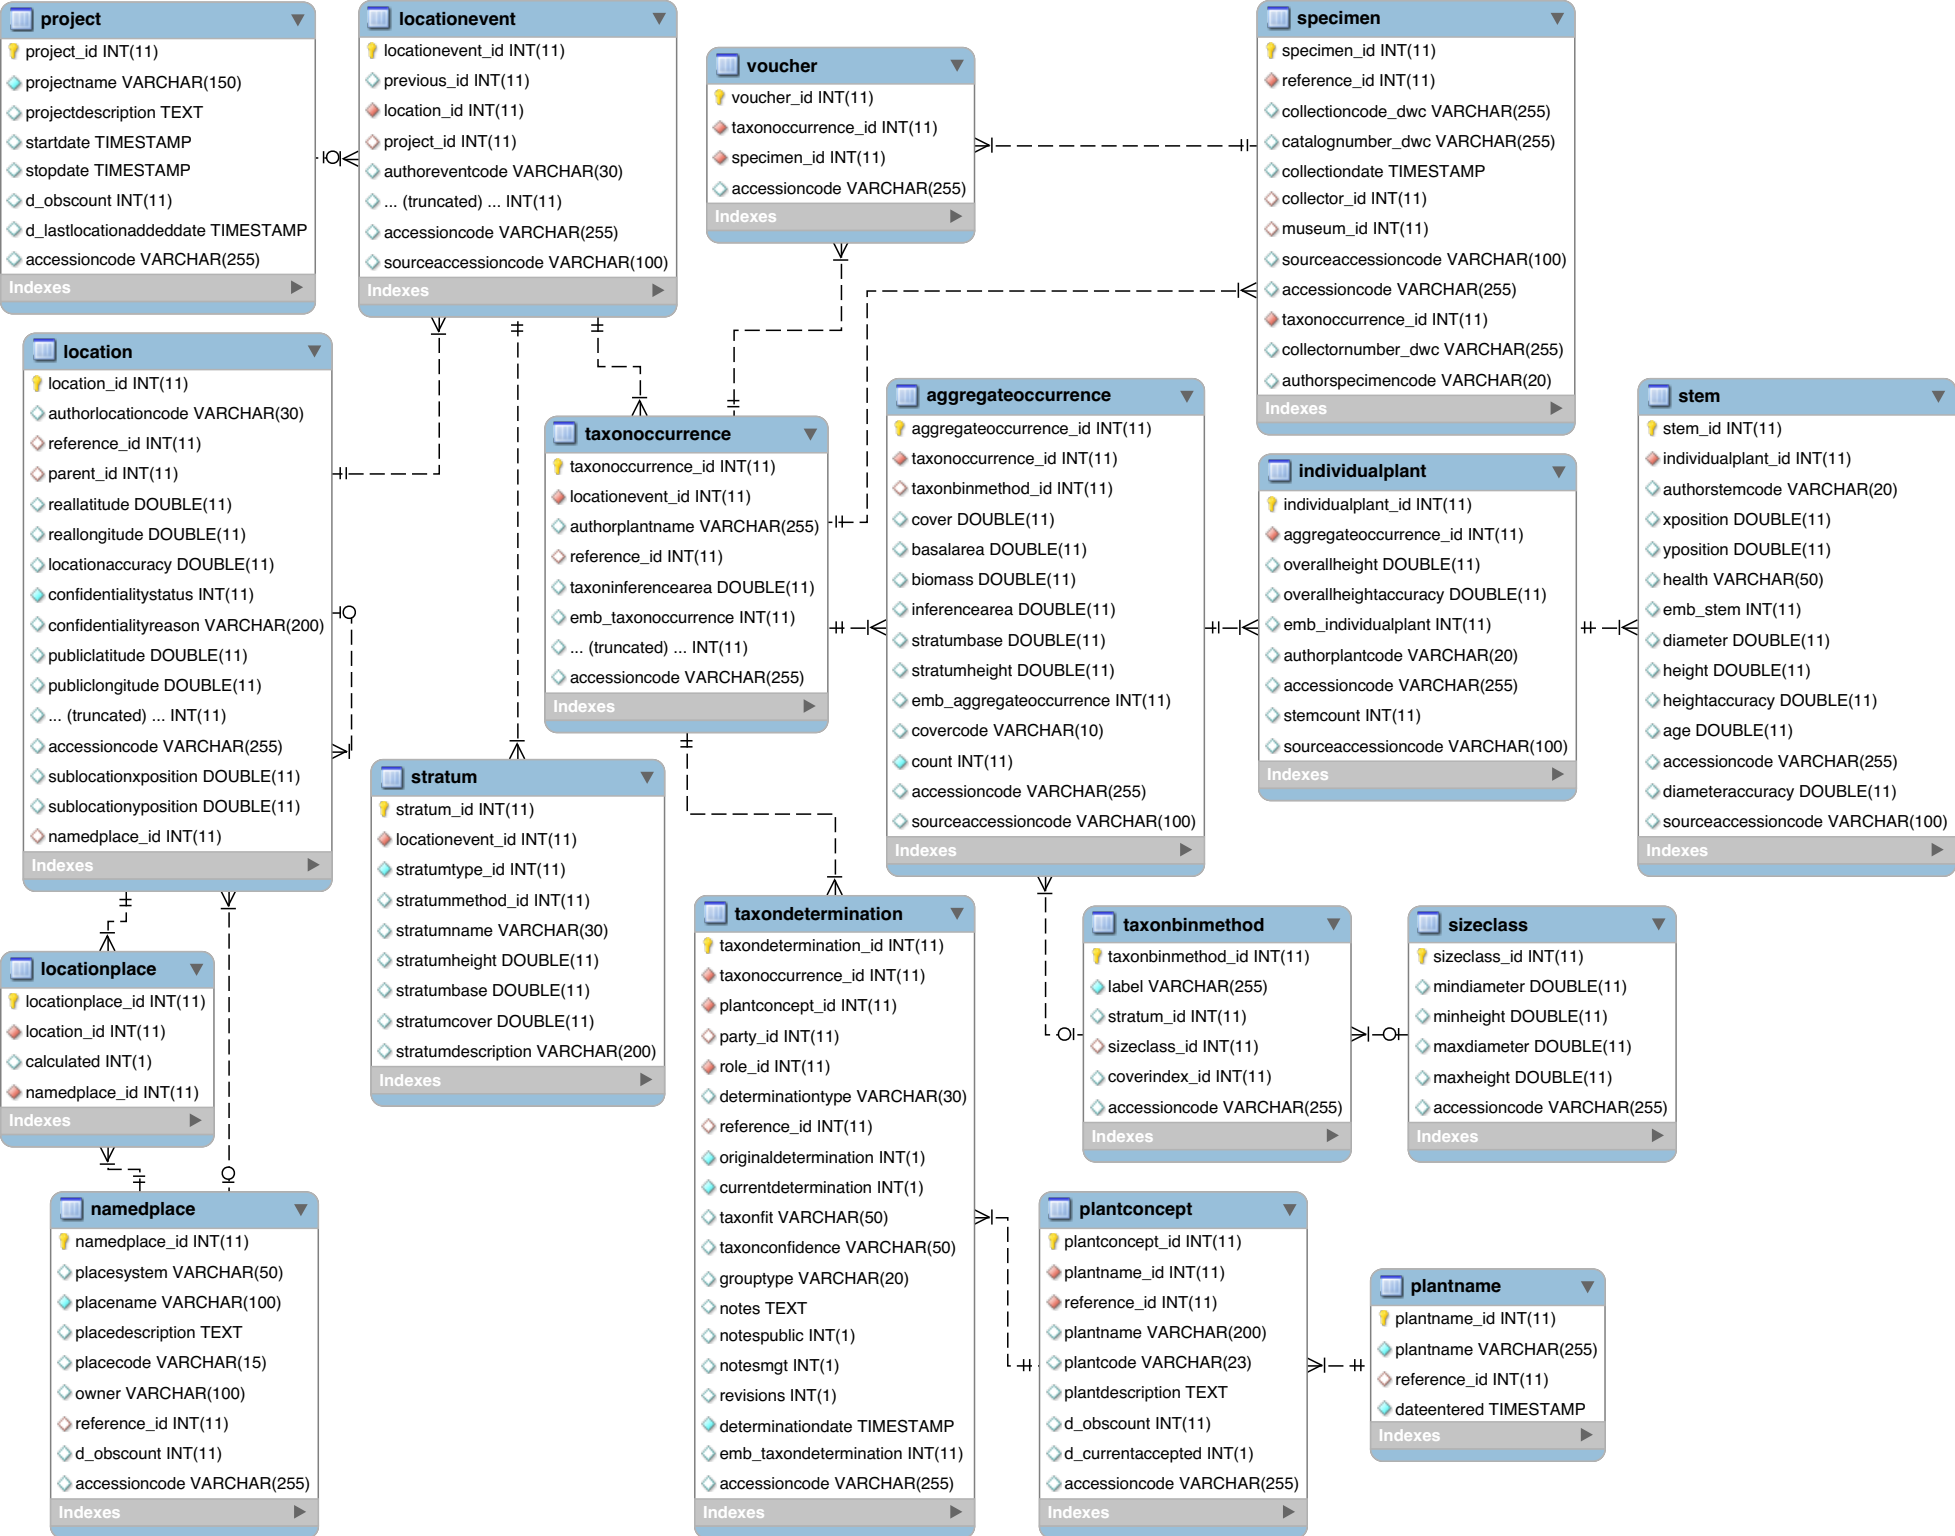 project
project_id INT(11)
projectname VARCHAR(150)
projectdescription TEXT
startdate TIMESTAMP
stopdate TIMESTAMP
d_obscount INT(11)
d_lastlocationaddeddate TIMESTAMP
accessioncode VARCHAR(255)
Indexes
locationevent
locationevent_id INT(11)
previous_id INT(11)
location_id INT(11)
project_id INT(11)
authoreventcode VARCHAR(30)
... (truncated) ... INT(11)
accessioncode VARCHAR(255)
sourceaccessioncode VARCHAR(100)
Indexes
voucher
voucher_id INT(11)
taxonoccurrence_id INT(11)
specimen_id INT(11)
accessioncode VARCHAR(255)
Indexes
specimen
specimen_id INT(11)
reference_id INT(11)
collectioncode_dwc VARCHAR(255)
catalognumber_dwc VARCHAR(255)
collectiondate TIMESTAMP
collector_id INT(11)
museum_id INT(11)
sourceaccessioncode VARCHAR(100)
accessioncode VARCHAR(255)
taxonoccurrence_id INT(11)
collectornumber_dwc VARCHAR(255)
authorspecimencode VARCHAR(20)
Indexes
location
location_id INT(11)
authorlocationcode VARCHAR(30)
reference_id INT(11)
parent_id INT(11)
reallatitude DOUBLE(11)
reallongitude DOUBLE(11)
locationaccuracy DOUBLE(11)
confidentialitystatus INT(11)
confidentialityreason VARCHAR(200)
publiclatitude DOUBLE(11)
publiclongitude DOUBLE(11)
... (truncated) ... INT(11)
accessioncode VARCHAR(255)
sublocationxposition DOUBLE(11)
sublocationyposition DOUBLE(11)
namedplace_id INT(11)
Indexes
taxonoccurrence
taxonoccurrence_id INT(11)
locationevent_id INT(11)
authorplantname VARCHAR(255)
reference_id INT(11)
taxoninferencearea DOUBLE(11)
emb_taxonoccurrence INT(11)
... (truncated) ... INT(11)
accessioncode VARCHAR(255)
Indexes
aggregateoccurrence
aggregateoccurrence_id INT(11)
taxonoccurrence_id INT(11)
taxonbinmethod_id INT(11)
cover DOUBLE(11)
basalarea DOUBLE(11)
biomass DOUBLE(11)
inferencearea DOUBLE(11)
stratumbase DOUBLE(11)
stratumheight DOUBLE(11)
emb_aggregateoccurrence INT(11)
covercode VARCHAR(10)
count INT(11)
accessioncode VARCHAR(255)
sourceaccessioncode VARCHAR(100)
Indexes
individualplant
individualplant_id INT(11)
aggregateoccurrence_id INT(11)
overallheight DOUBLE(11)
overallheightaccuracy DOUBLE(11)
emb_individualplant INT(11)
authorplantcode VARCHAR(20)
accessioncode VARCHAR(255)
stemcount INT(11)
sourceaccessioncode VARCHAR(100)
Indexes
stem
stem_id INT(11)
individualplant_id INT(11)
authorstemcode VARCHAR(20)
xposition DOUBLE(11)
yposition DOUBLE(11)
health VARCHAR(50)
emb_stem INT(11)
diameter DOUBLE(11)
height DOUBLE(11)
heightaccuracy DOUBLE(11)
age DOUBLE(11)
accessioncode VARCHAR(255)
diameteraccuracy DOUBLE(11)
sourceaccessioncode VARCHAR(100)
Indexes
stratum
stratum_id INT(11)
locationevent_id INT(11)
stratumtype_id INT(11)
stratummethod_id INT(11)
stratumname VARCHAR(30)
stratumheight DOUBLE(11)
stratumbase DOUBLE(11)
stratumcover DOUBLE(11)
stratumdescription VARCHAR(200)
Indexes
locationplace
locationplace_id INT(11)
location_id INT(11)
calculated INT(1)
namedplace_id INT(11)
Indexes
namedplace
namedplace_id INT(11)
placesystem VARCHAR(50)
placename VARCHAR(100)
placedescription TEXT
placecode VARCHAR(15)
owner VARCHAR(100)
reference_id INT(11)
d_obscount INT(11)
accessioncode VARCHAR(255)
Indexes
taxondetermination
taxondetermination_id INT(11)
taxonoccurrence_id INT(11)
plantconcept_id INT(11)
party_id INT(11)
role_id INT(11)
determinationtype VARCHAR(30)
reference_id INT(11)
originaldetermination INT(1)
currentdetermination INT(1)
taxonfit VARCHAR(50)
taxonconfidence VARCHAR(50)
grouptype VARCHAR(20)
notes TEXT
notespublic INT(1)
notesmgt INT(1)
revisions INT(1)
determinationdate TIMESTAMP
emb_taxondetermination INT(11)
accessioncode VARCHAR(255)
Indexes
taxonbinmethod
taxonbinmethod_id INT(11)
label VARCHAR(255)
stratum_id INT(11)
sizeclass_id INT(11)
coverindex_id INT(11)
accessioncode VARCHAR(255)
Indexes
sizeclass
sizeclass_id INT(11)
mindiameter DOUBLE(11)
minheight DOUBLE(11)
maxdiameter DOUBLE(11)
maxheight DOUBLE(11)
accessioncode VARCHAR(255)
Indexes
plantconcept
plantconcept_id INT(11)
plantname_id INT(11)
reference_id INT(11)
plantname VARCHAR(200)
plantcode VARCHAR(23)
plantdescription TEXT
d_obscount INT(11)
d_currentaccepted INT(1)
accessioncode VARCHAR(255)
Indexes
plantname
plantname_id INT(11)
plantname VARCHAR(255)
reference_id INT(11)
dateentered TIMESTAMP
Indexes